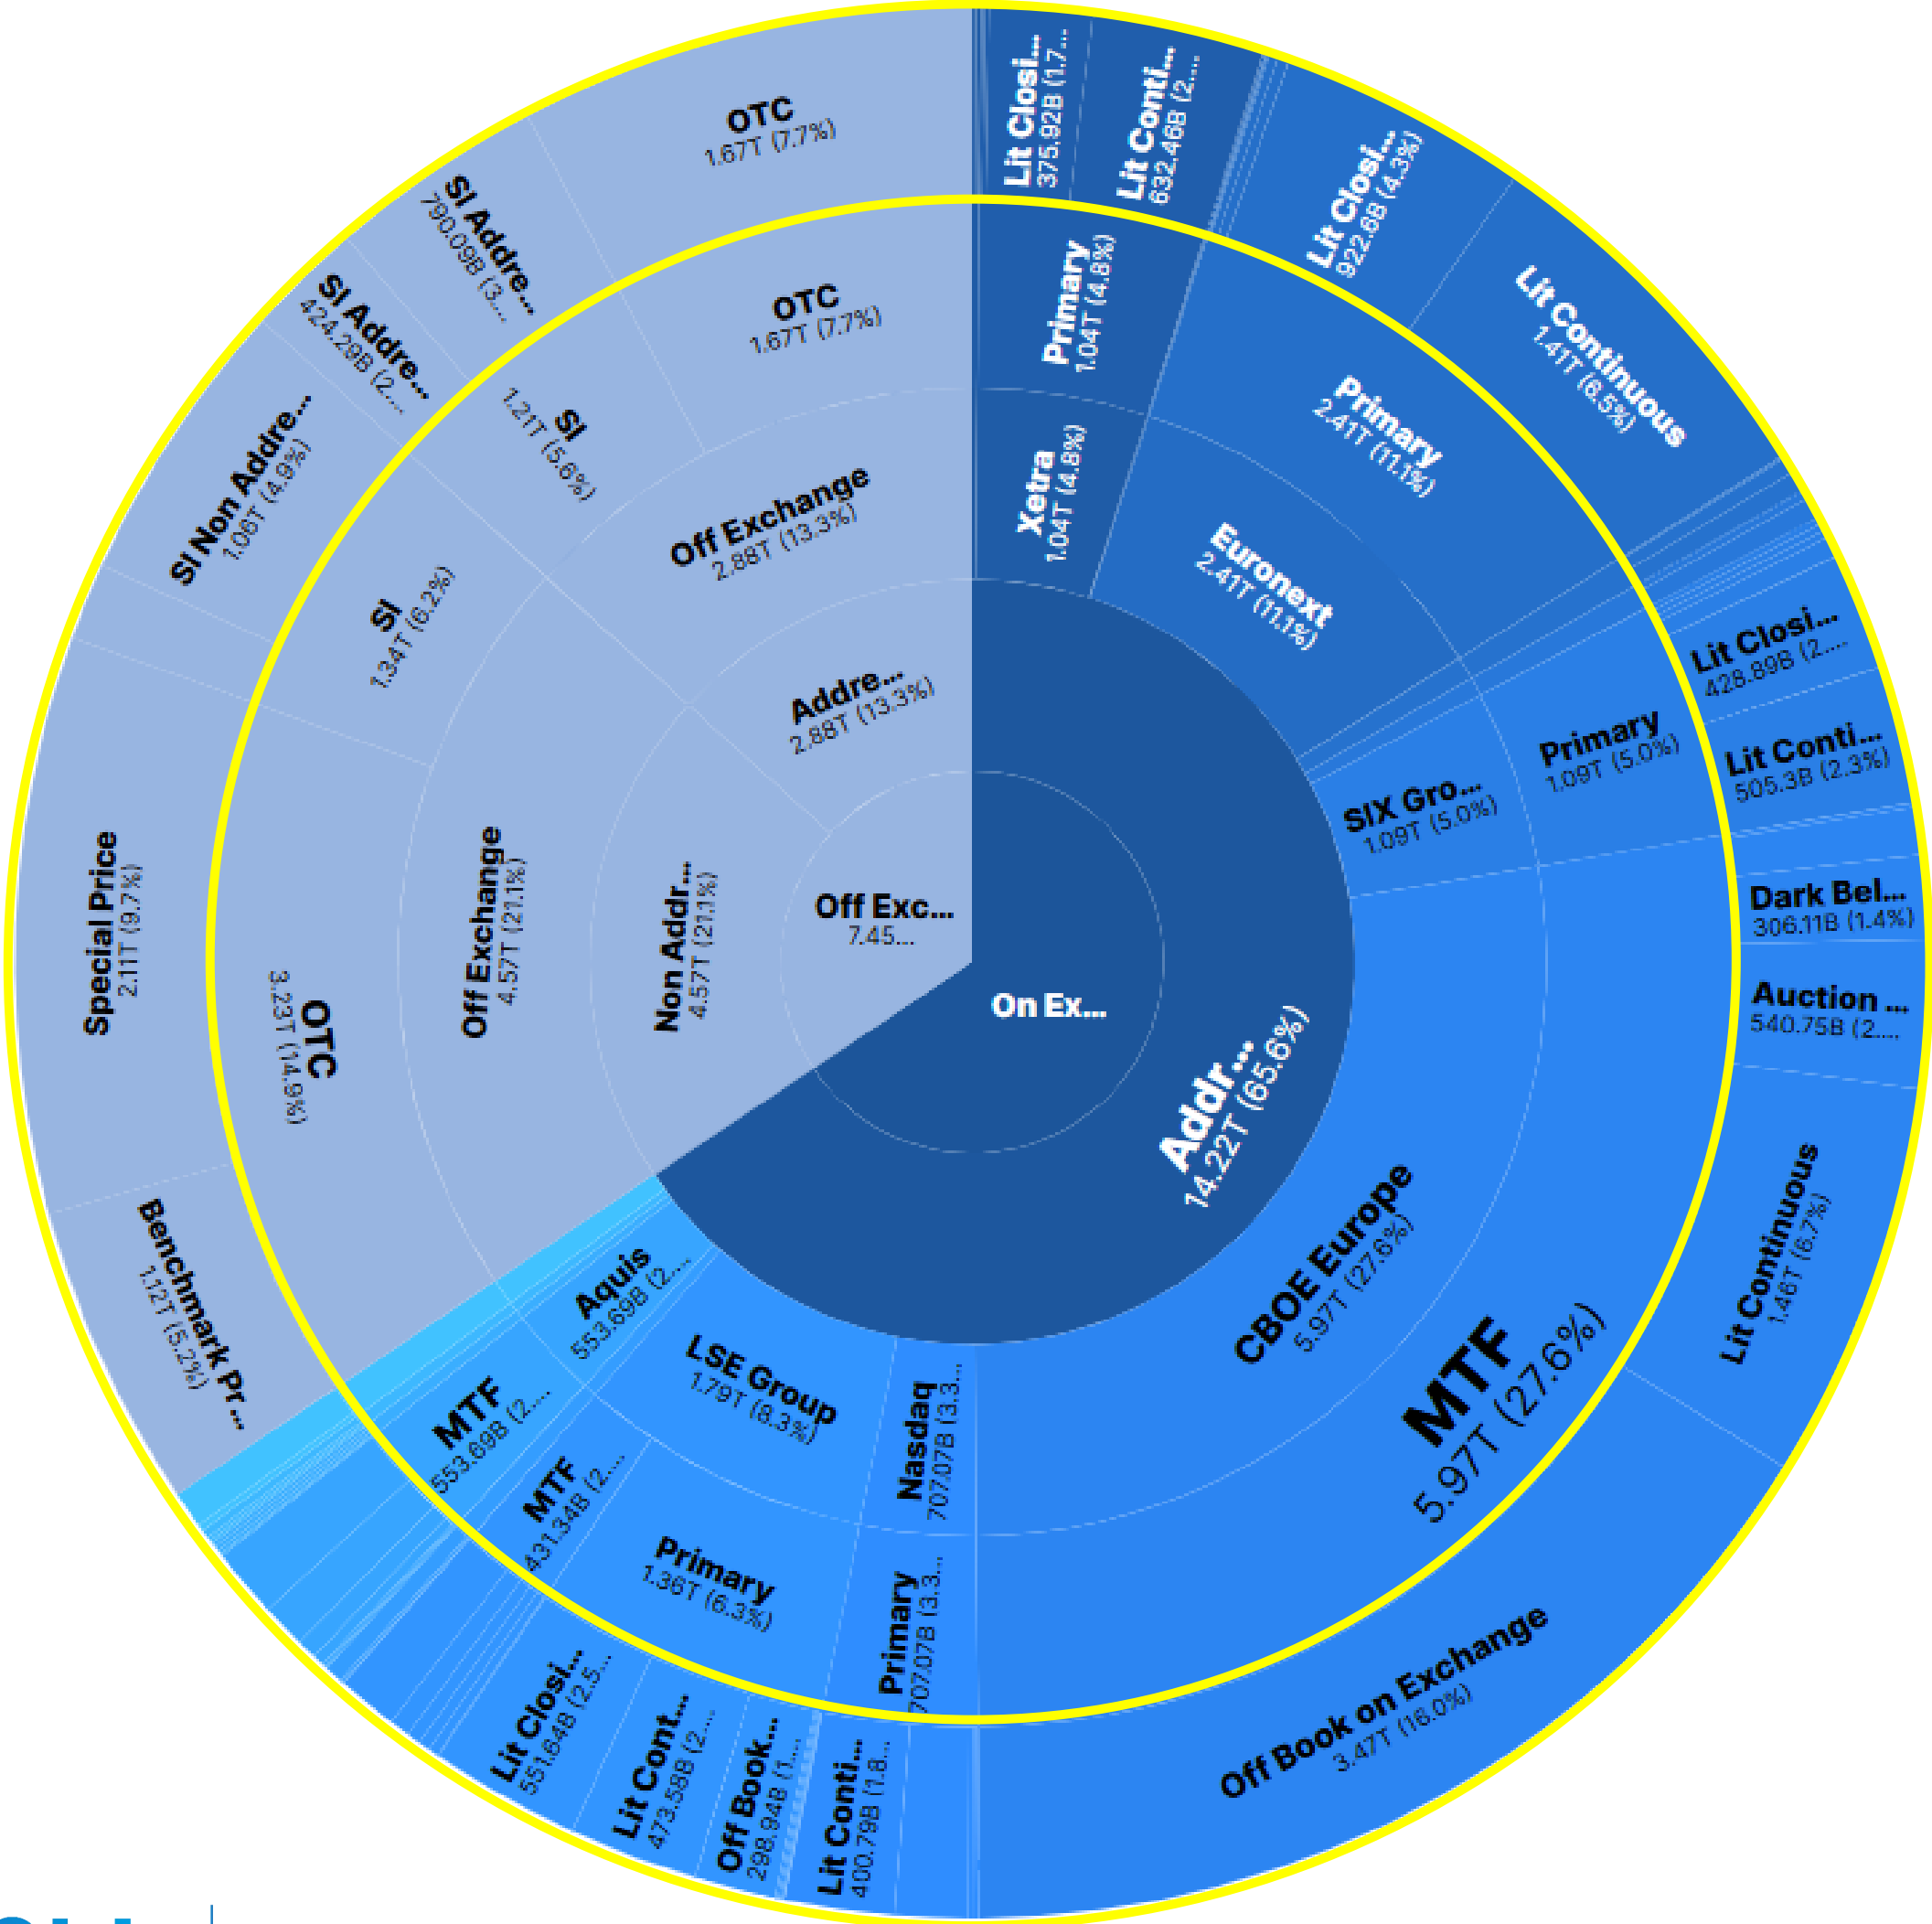 On Ex...
Off Exc...
7.45...
Addr...
14.22T (65.6%)
Non Addr...
4.57T (21.1%)
Addre...
2.88T (13.3%)
Xetra
1.04T (4.8%)
Euronext
2.41T (11.1%)
SIX Gro...
1.09T (5.0%)
CBOE Europe
5.97T (27.6%)
Nasdaq
707.07B (3.3...
LSE Group
1.79T (8.3%)
Aquis
553.69B (2....
Off Exchange
4.57T (21.1%)
Off Exchange
2.88T (13.3%)
Primary
1.04T (4.8%)
Primary
2.41T (11.1%)
Primary
1.09T (5.0%)
MTF
5.97T (27.6%)
Primary
707.07B (3.3...
Primary
1.36T (6.3%)
MTF
431.34B (2....
MTF
553.69B (2....
OTC
3.23T (14.9%)
SI
1.34T (6.2%)
SI
1.21T (5.6%)
OTC
1.67T (7.7%)
Lit Closi...
375.92B (1.7...
Lit Conti...
632.46B (2....
Lit Closi...
922.6B (4.3%)
Lit Continuous
1.41T (6.5%)
Lit Closi...
428.89B (2....
Lit Conti...
505.3B (2.3%)
Dark Bel...
306.11B (1.4%)
Auction ...
540.75B (2....
Lit Continuous
1.46T (6.7%)
Off Book on Exchange
3.47T (16.0%)
Lit Conti...
400.79B (1.8...
Off Book...
298.94B (1....
Lit Cont...
473.58B (2....
Lit Closi...
551.64B (2.5...
Benchmark Pr...
1.12T (5.2%)
Special Price
2.11T (9.7%)
SI Non Addre...
1.06T (4.9%)
SI Addre...
424.29B (2....
SI Addre...
790.09B (3....
OTC
1.67T (7.7%)